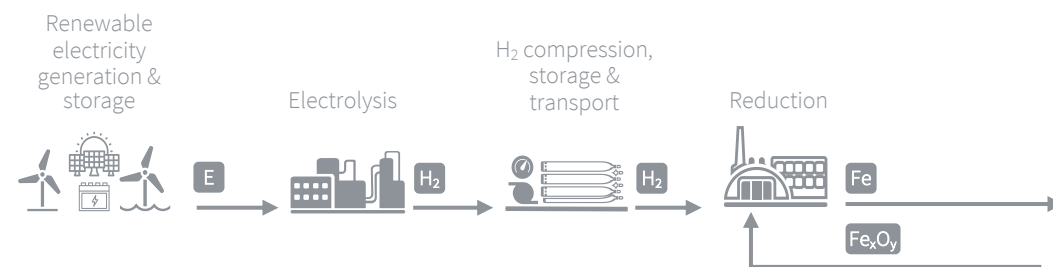 Renewable
electricity
generation &
storage
Electrolysis
H₂ compression,
storage &
transport
Reduction
E
H₂
H₂
Fe
FeₓOᵧ